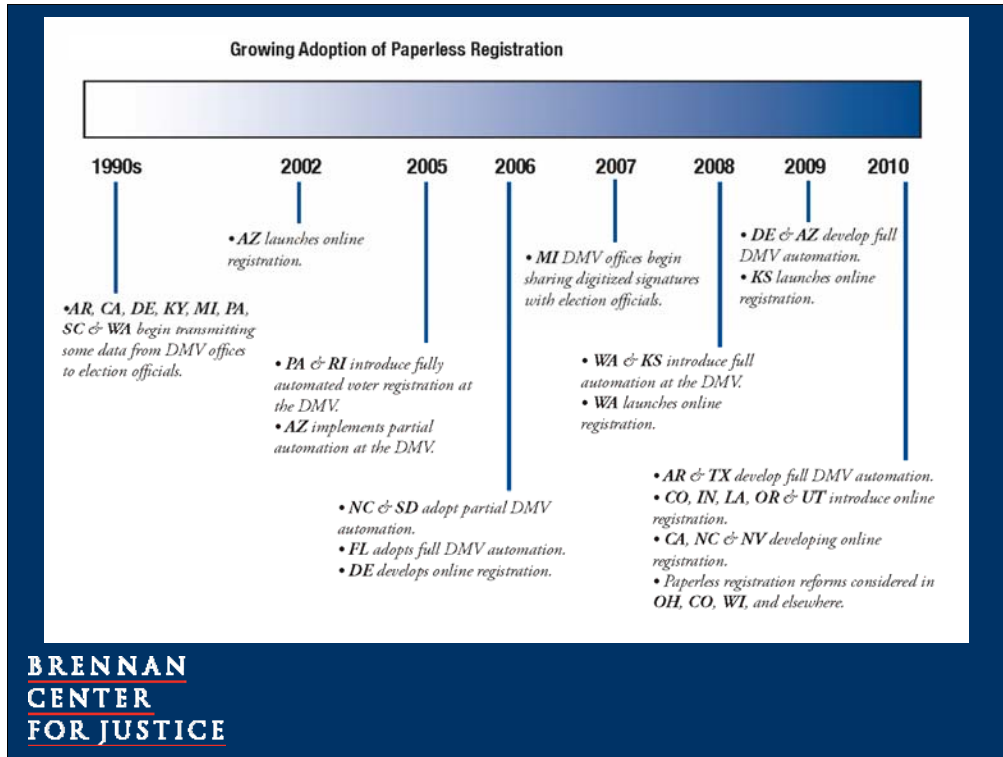 Growing Adoption of Paperless Registration
1990s
2002
2005
2006
2007
2008
2009
2010
•AR, CA, DE, KY, MI, PA,
SC & WA begin transmitting
some data from DMV offices
to election officials.
• AZ launches online
registration.
• PA & RI introduce fully
automated voter registration at
the DMV.
• AZ implements partial
automation at the DMV.
• NC & SD adopt partial DMV
automation.
• FL adopts full DMV automation.
• DE develops online registration.
• MI DMV offices begin
sharing digitized signatures
with election officials.
• WA & KS introduce full
automation at the DMV.
• WA launches online
registration.
• DE & AZ develop full
DMV automation.
• KS launches online
registration.
• AR & TX develop full DMV automation.
• CO, IN, LA, OR & UT introduce online
registration.
• CA, NC & NV developing online
registration.
• Paperless registration reforms considered in
OH, CO, WI, and elsewhere.
BRENNAN
CENTER
FOR JUSTICE